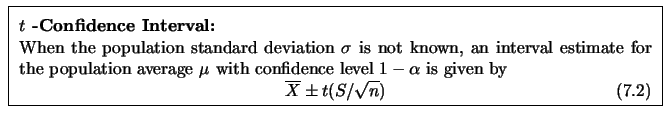 t -Confidence Interval:
When the population standard deviation σ is not known, an interval estimate for
the population average μ with confidence level 1 − α is given by
X̅ ± t(S/√n) (7.2)